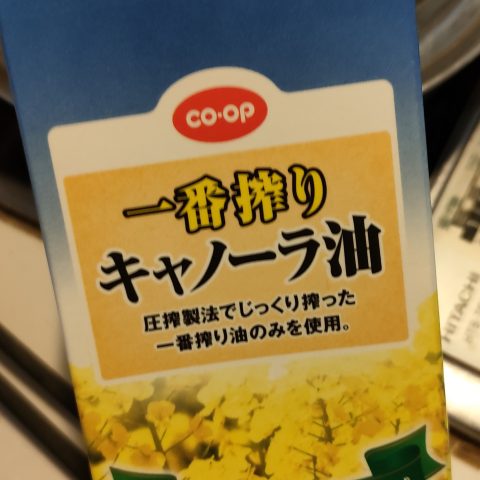 CO·OP
一番搾り
キャノーラ油
圧搾製法でじっくり搾った
一番搾り油のみを使用。
HITACHI